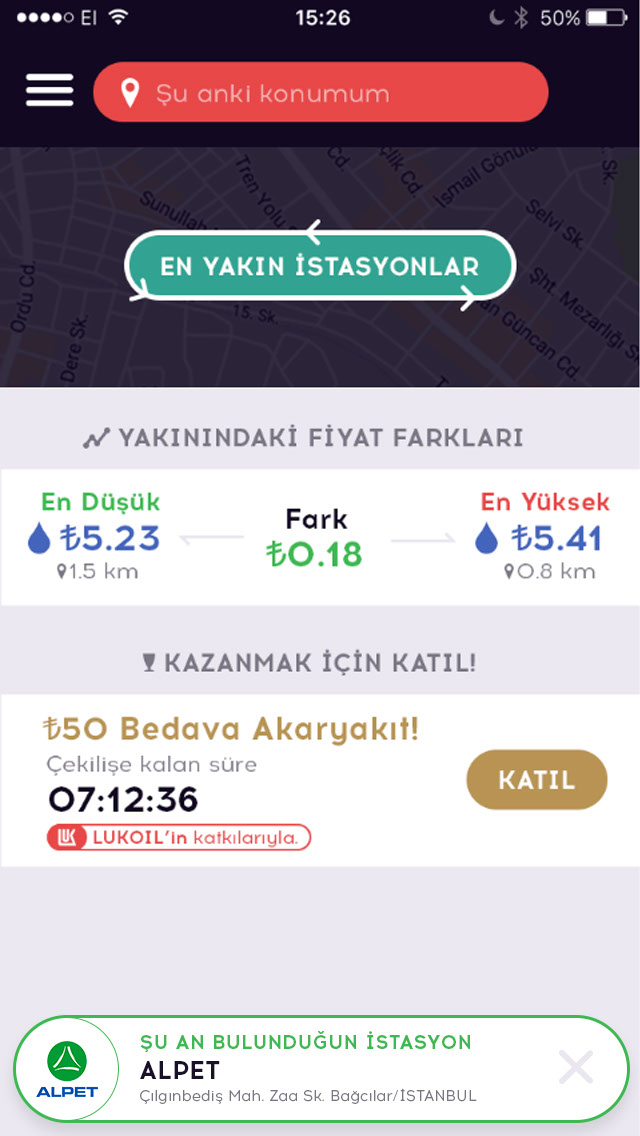 EI
15:26
50%
Şu anki konumum
Cd.
çlik Cd.
İsmail Gönül
Sk.
Tren Yolu
Sunullah
Selvi Sk.
EN YAKIN İSTASYONLAR
Ordu Cd.
15. Sk.
Dere Sk.
Şht. Mezarlığı S
an Güncan Cd.
YAKININDAKİ FİYAT FARKLARI
En Düşük
₺5.23
1.5 km
Fark
₺0.18
En Yüksek
₺5.41
0.8 km
KAZANMAK İÇİN KATIL!
₺50 Bedava Akaryakıt!
Çekilişe kalan süre
07:12:36
KATIL
LUK LUKOIL'in katkılarıyla.
ŞU AN BULUNDUĞUN İSTASYON
ALPET
ALPET
Çılgınbediş Mah. Zaa Sk. Bağcılar/İSTANBUL